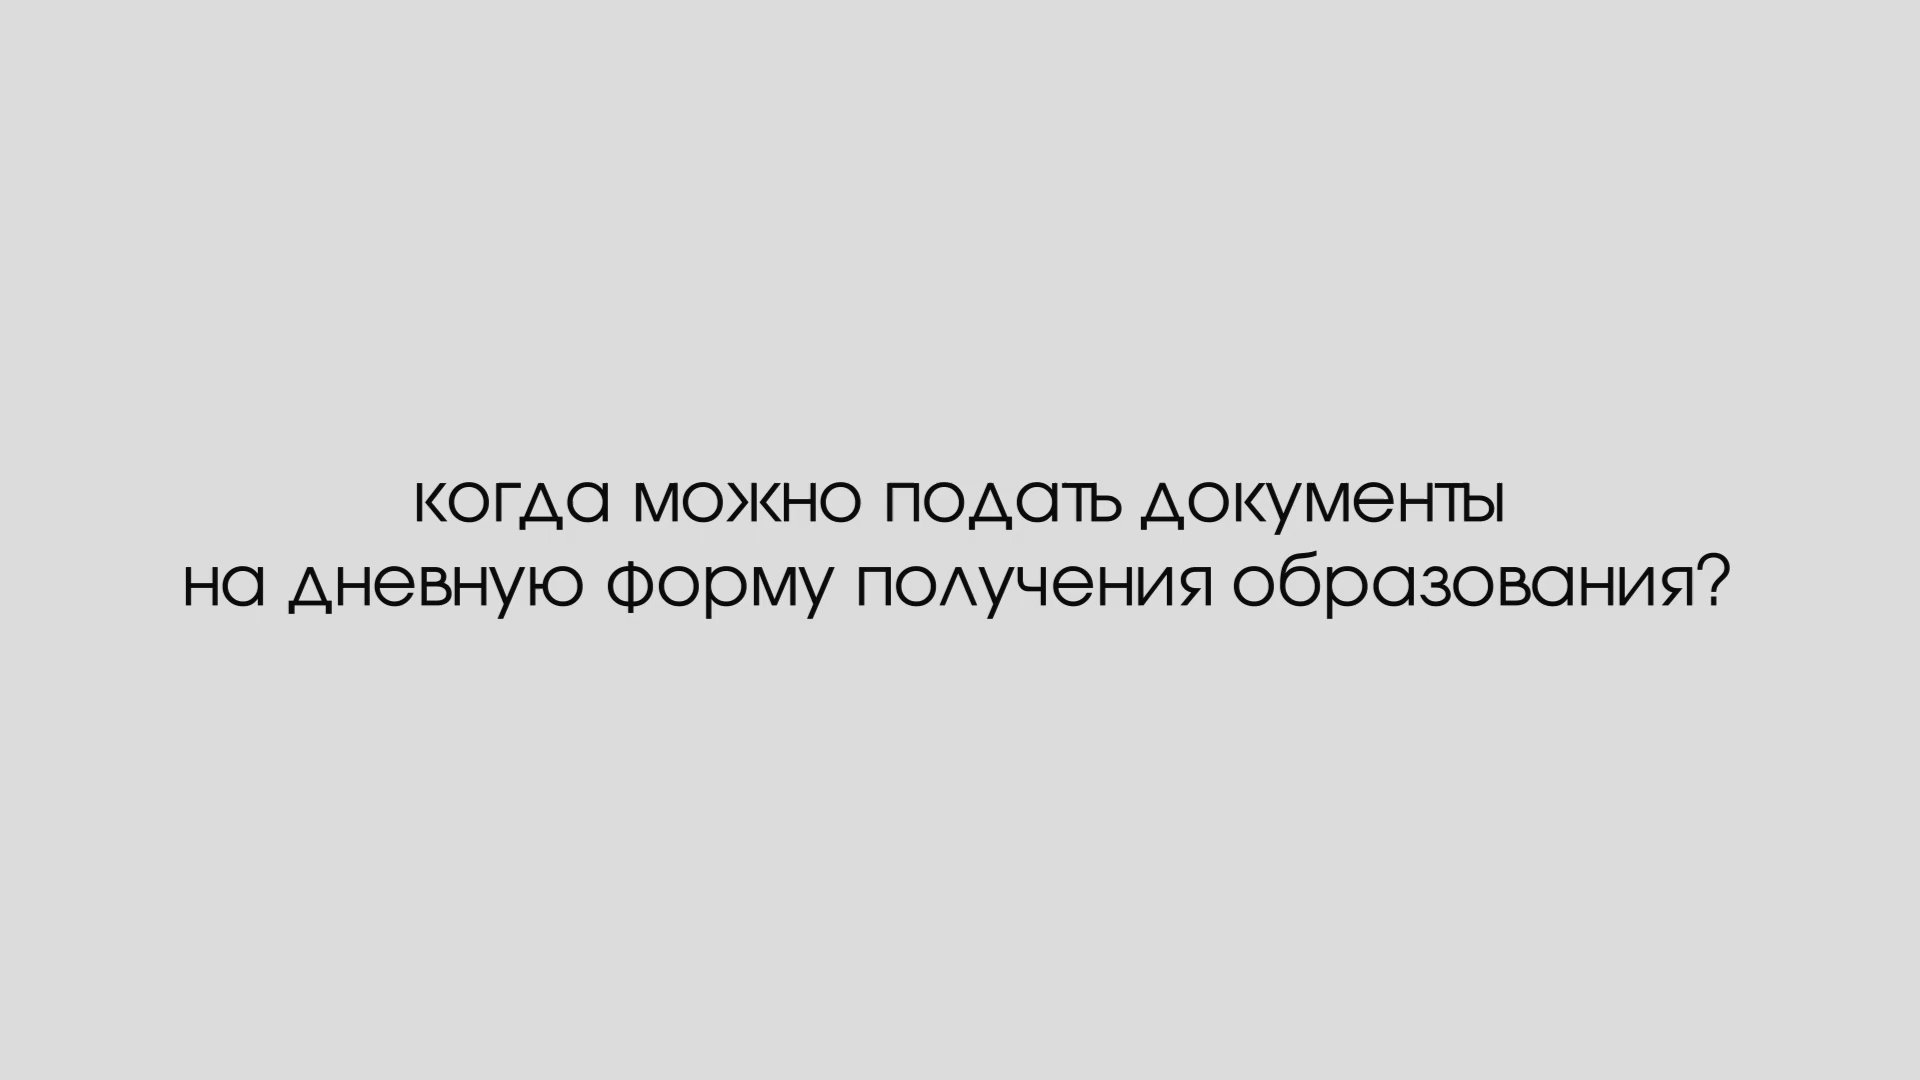 когда можно подать документы
на дневную форму получения образования?